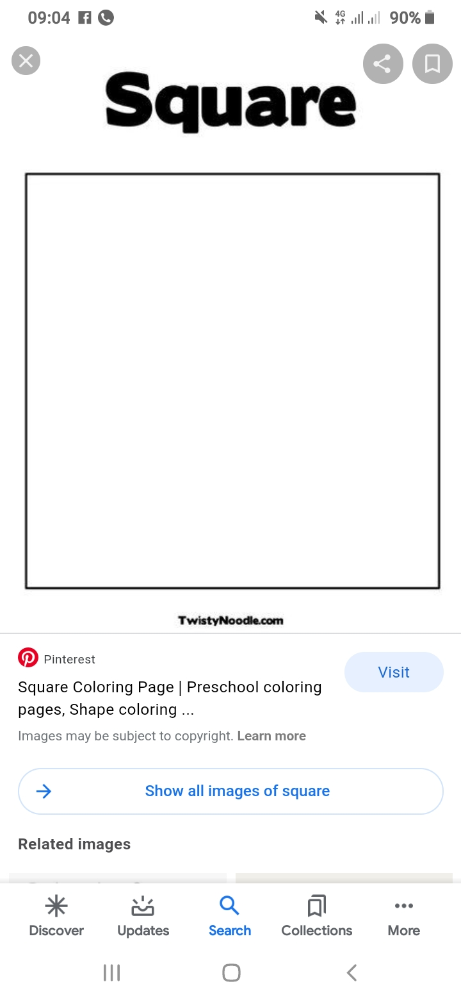 09:04
4G
90%
Square
TwistyNoodle.com
Pinterest
Visit
Square Coloring Page | Preschool coloring
pages, Shape coloring ...
Images may be subject to copyright. Learn more
Show all images of square
Related images
Discover
Updates
Search
Collections
More